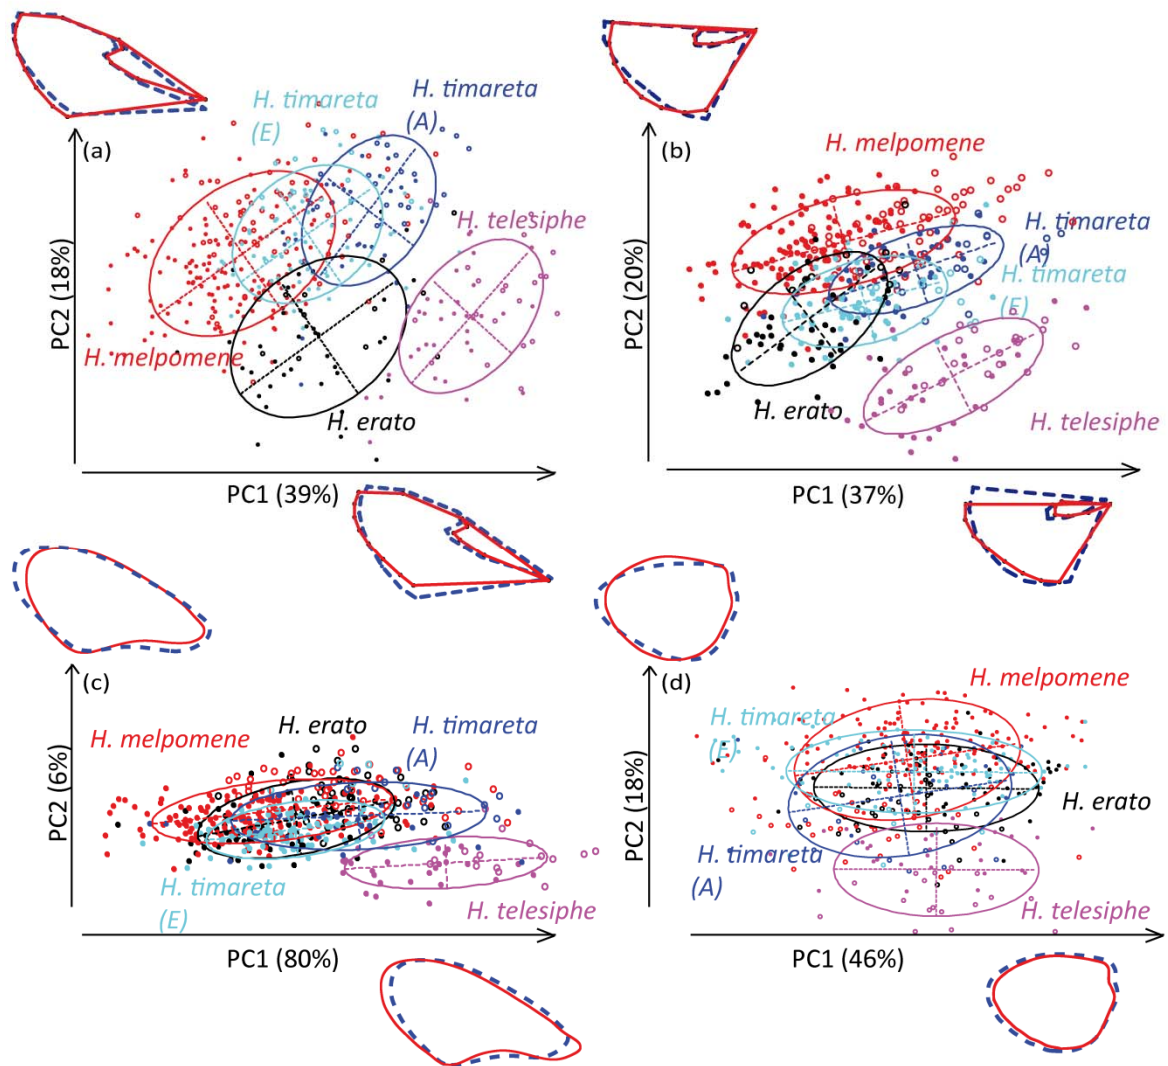 H. timareta
(A)
H. timareta
(E)
(a)
H. telesiphe
H. melpomene
H. erato
PC2 (18%)
PC1 (39%)
(b)
H. melpomene
H. timareta
(A)
H. timareta
(E)
H. erato
H. telesiphe
PC2 (20%)
PC1 (37%)
(c)
H. erato
H. timareta
(A)
H. melpomene
H. timareta
(E)
H. telesiphe
PC2 (6%)
PC1 (80%)
(d)
H. melpomene
H. timareta
(E)
H. erato
H. timareta
(A)
H. telesiphe
PC2 (18%)
PC1 (46%)